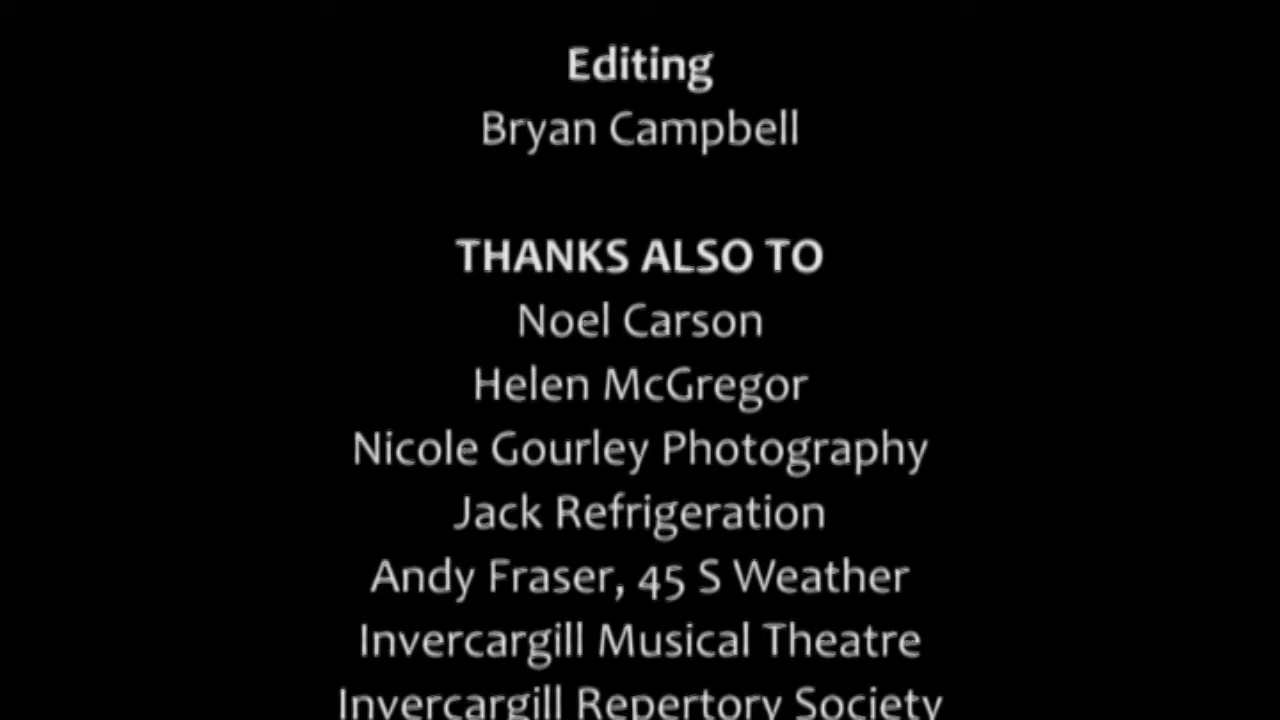 Editing
Bryan Campbell
THANKS ALSO TO
Noel Carson
Helen McGregor
Nicole Gourley Photography
Jack Refrigeration
Andy Fraser, 45 S Weather
Invercargill Musical Theatre
Invercargill Repertory Society